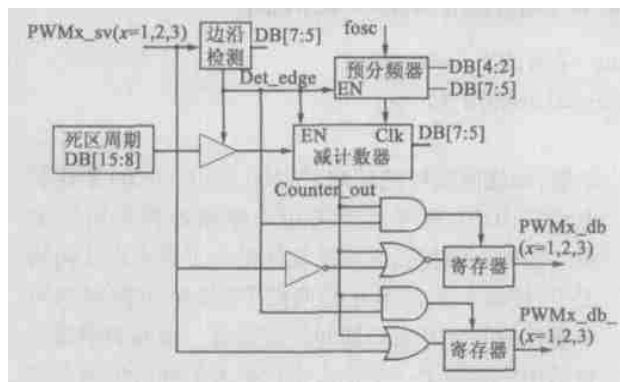 PWMx_sv(x=1,2,3)
边沿
检测
DB[7:5]
fosc
Det_edge
预分频器
EN
DB[4:2]
DB[7:5]
死区周期
DB[15:8]
EN
Clk
减计数器
DB[7:5]
Counter_out
PWMx_db
(x=1,2,3)
寄存器
PWMx_db_
(x=1,2,3)
寄存器